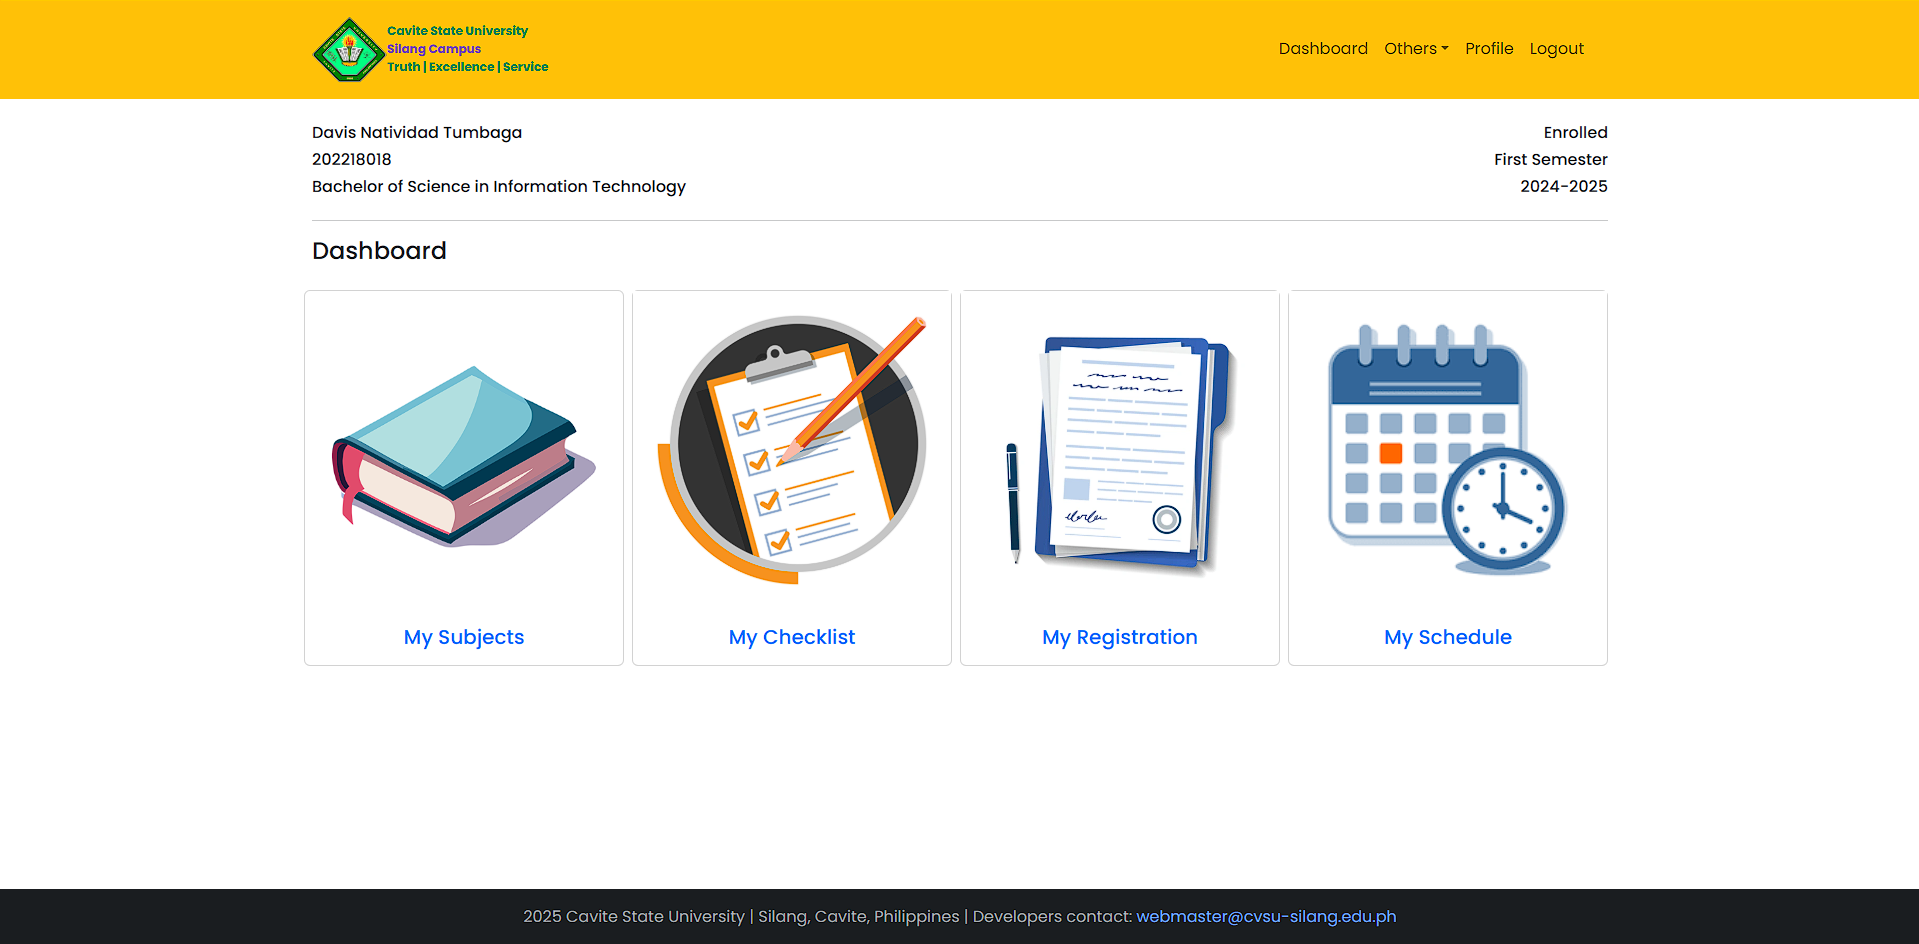 Cavite State University
Silang Campus
Truth | Excellence | Service
Dashboard Others Profile Logout
Davis Natividad Tumbaga
202218018
Bachelor of Science in Information Technology
Enrolled
First Semester
2024-2025
Dashboard
My Subjects
My Checklist
My Registration
My Schedule
2025 Cavite State University | Silang, Cavite, Philippines | Developers contact: webmaster@cvsu-silang.edu.ph